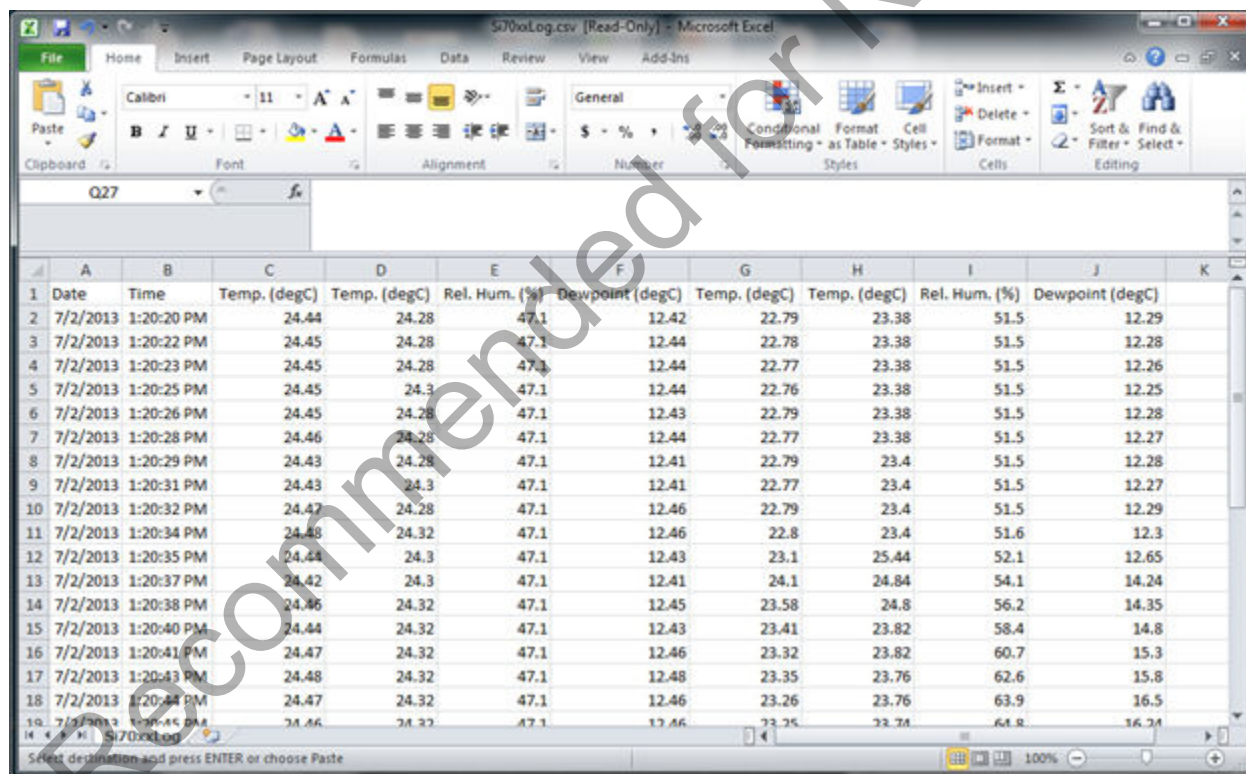 Si70xxLog.csv [Read-Only] - Microsoft Excel
File Home Insert Page Layout Formulas Data Review View Add-Ins
Calibri 11 General Insert
Paste B I U $ % , Conditional Formatting Format as Table Cell Styles Delete Format Sort & Filter Find & Select
Clipboard Font Alignment Number Styles Cells Editing
Q27 fx
A B C D E F G H I J K
1 Date Time Temp. (degC) Temp. (degC) Rel. Hum. (%) Dewpoint (degC) Temp. (degC) Temp. (degC) Rel. Hum. (%) Dewpoint (degC)
2 7/2/2013 1:20:20 PM 24.44 24.28 47.1 12.42 22.79 23.38 51.5 12.29
3 7/2/2013 1:20:22 PM 24.45 24.28 47.1 12.44 22.78 23.38 51.5 12.28
4 7/2/2013 1:20:23 PM 24.45 24.28 47.1 12.44 22.77 23.38 51.5 12.26
5 7/2/2013 1:20:25 PM 24.45 24.3 47.1 12.44 22.76 23.38 51.5 12.25
6 7/2/2013 1:20:26 PM 24.45 24.28 47.1 12.43 22.79 23.38 51.5 12.28
7 7/2/2013 1:20:28 PM 24.46 24.28 47.1 12.44 22.77 23.38 51.5 12.27
8 7/2/2013 1:20:29 PM 24.43 24.28 47.1 12.41 22.79 23.4 51.5 12.28
9 7/2/2013 1:20:31 PM 24.43 24.3 47.1 12.41 22.77 23.4 51.5 12.27
10 7/2/2013 1:20:32 PM 24.47 24.28 47.1 12.46 22.79 23.4 51.5 12.29
11 7/2/2013 1:20:34 PM 24.48 24.32 47.1 12.46 22.8 23.4 51.6 12.3
12 7/2/2013 1:20:35 PM 24.44 24.3 47.1 12.43 23.1 25.44 52.1 12.65
13 7/2/2013 1:20:37 PM 24.42 24.3 47.1 12.41 24.1 24.84 54.1 14.24
14 7/2/2013 1:20:38 PM 24.46 24.32 47.1 12.45 23.58 24.8 56.2 14.35
15 7/2/2013 1:20:40 PM 24.44 24.32 47.1 12.43 23.41 23.82 58.4 14.8
16 7/2/2013 1:20:41 PM 24.47 24.32 47.1 12.46 23.32 23.82 60.7 15.3
17 7/2/2013 1:20:43 PM 24.48 24.32 47.1 12.48 23.35 23.76 62.6 15.8
18 7/2/2013 1:20:44 PM 24.47 24.32 47.1 12.46 23.26 23.76 63.9 16.5
19 7/2/2013 1:20:45 PM 24.46 24.32 47.1 12.46 23.25 23.74 64.8 16.24
Si70xxLog
Select destination and press ENTER or choose Paste 100%
Recommended for